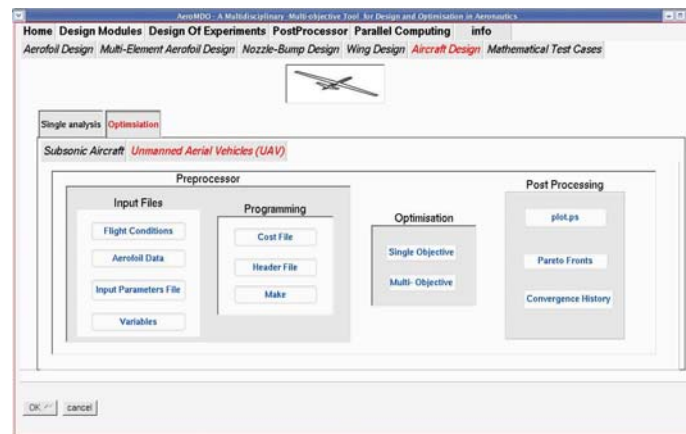 AeroMDO : A Multidisciplinary -Multi-objective Tool for Design and Optimisation in Aeronautics
Home Design Modules Design Of Experiments PostProcessor Parallel Computing info
Aerofoil Design Multi-Element Aerofoil Design Nozzle-Bump Design Wing Design Aircraft Design Mathematical Test Cases
Single analysis Optimsiation
Subsonic Aircraft Unmanned Aerial Vehicles (UAV)
Preprocessor
Input Files
Flight Conditions
Aerofoil Data
Input Parameters File
Variables
Programming
Cost File
Header File
Make
Optimisation
Single Objective
Multi- Objective
Post Processing
plot.ps
Pareto Fronts
Convergence History
OK cancel